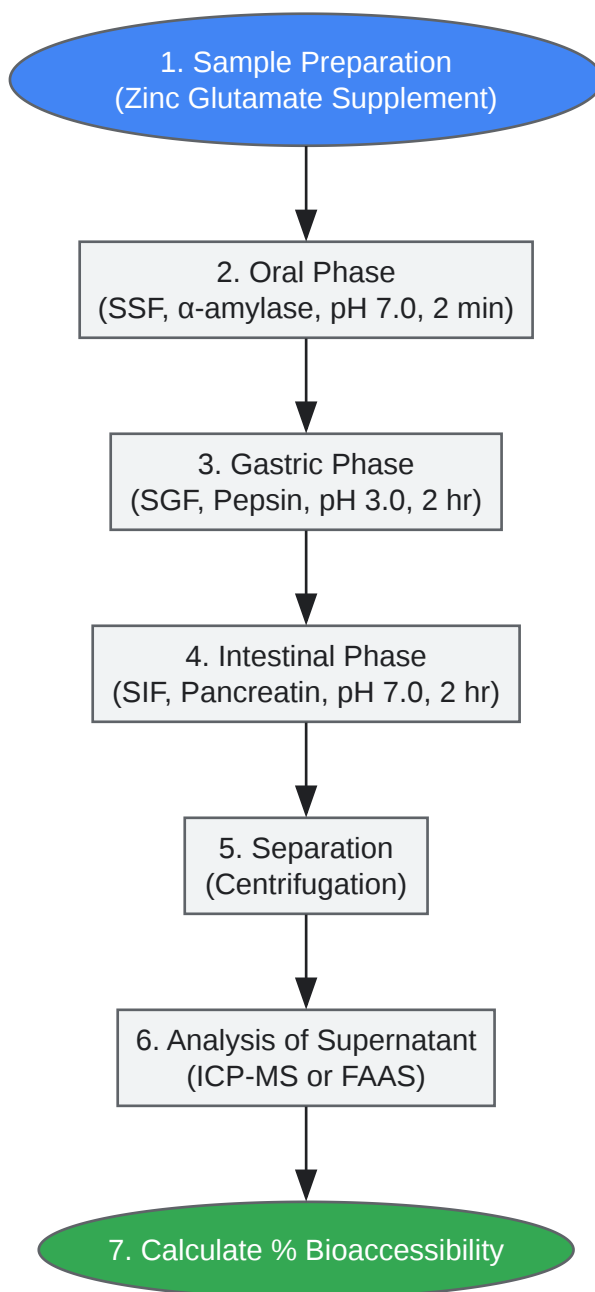 1. Sample Preparation
(Zinc Glutamate Supplement)
2. Oral Phase
(SSF, α-amylase, pH 7.0, 2 min)
3. Gastric Phase
(SGF, Pepsin, pH 3.0, 2 hr)
4. Intestinal Phase
(SIF, Pancreatin, pH 7.0, 2 hr)
5. Separation
(Centrifugation)
6. Analysis of Supernatant
(ICP-MS or FAAS)
7. Calculate % Bioaccessibility